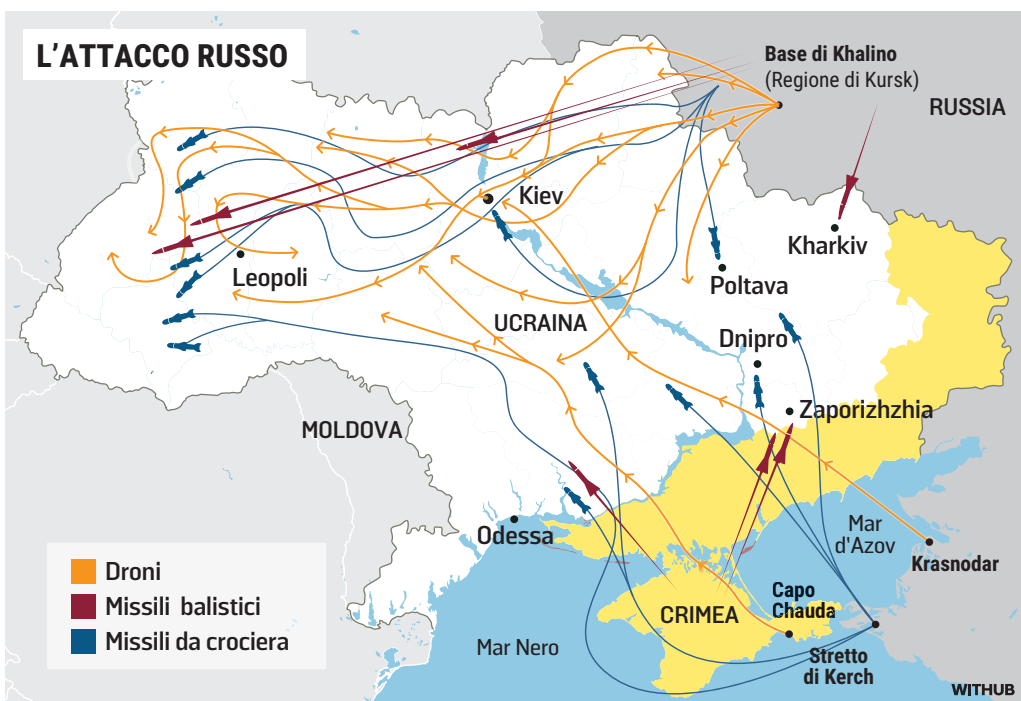 L'ATTACCO RUSSO
Base di Khalino
(Regione di Kursk)
RUSSIA
Kiev
Kharkiv
Leopoli
Poltava
UCRAINA
Dnipro
Zaporizhzhia
MOLDOVA
Odessa
Mar
d'Azov
Krasnodar
Droni
Missili balistici
Missili da crociera
CRIMEA
Capo
Chauda
Mar Nero
Stretto
di Kerch
WITHUB